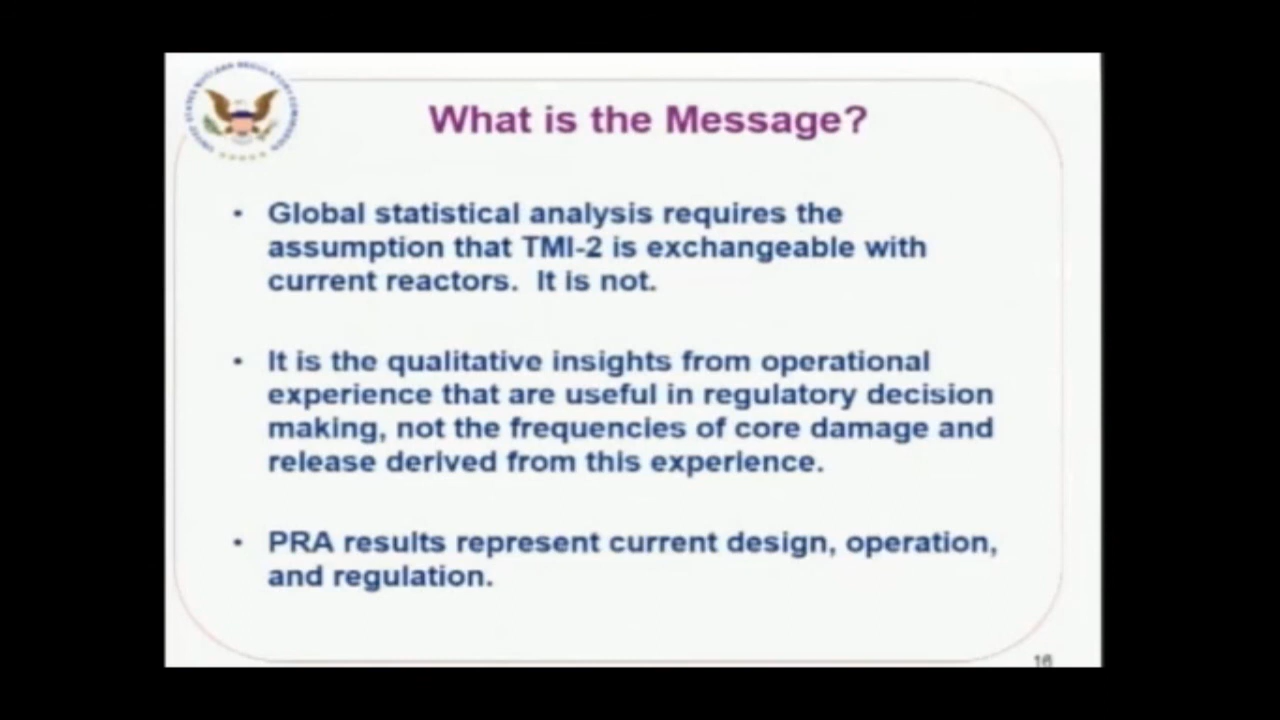 What is the Message?
• Global statistical analysis requires the
assumption that TMI-2 is exchangeable with
current reactors. It is not.
• It is the qualitative insights from operational
experience that are useful in regulatory decision
making, not the frequencies of core damage and
release derived from this experience.
• PRA results represent current design, operation,
and regulation.
16